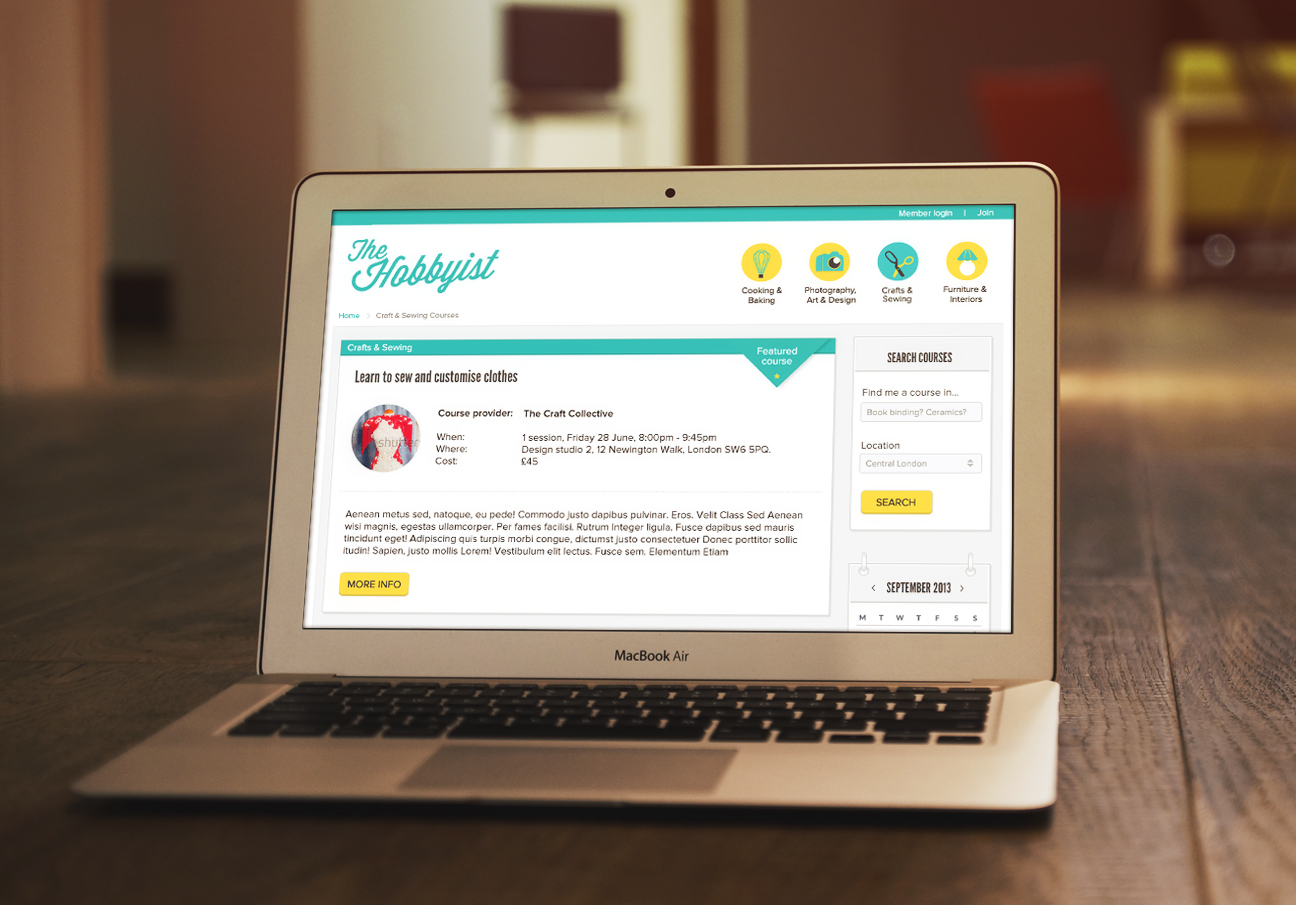 Member login | Join
The
Hobbyist
Cooking &
Baking
Photography,
Art & Design
Crafts &
Sewing
Furniture &
Interiors
Home > Craft & Sewing Courses
Crafts & Sewing
Featured
course
Learn to sew and customise clothes
Course provider: The Craft Collective
When: 1 session, Friday 28 June, 8:00pm - 9:45pm
Where: Design studio 2, 12 Newington Walk, London SW6 5PQ.
Cost: £45
shutter
Aenean metus sed, natoque, eu pede! Commodo justo dapibus pulvinar. Eros. Velit Class Sed Aenean
wisi magnis, egestas ullamcorper. Per fames facilisi. Rutrum Integer ligula. Fusce dapibus sed mauris
tincidunt eget! Adipiscing quis turpis morbi congue, dictumst justo consectetuer Donec porttitor sollic
itudin! Sapien, justo mollis Lorem! Vestibulum elit lectus. Fusce sem. Elementum Etiam
MORE INFO
SEARCH COURSES
Find me a course in...
Book binding? Ceramics?
Location
Central London
SEARCH
< SEPTEMBER 2013 >
M T W T F S S
MacBook Air